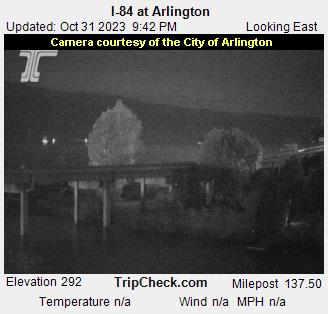 I-84 at Arlington
Updated: Oct 31 2023 9:42 PM Looking East
Camera courtesy of the City of Arlington
Elevation 292 TripCheck.com Milepost 137.50
Temperature n/a Wind n/a MPH n/a